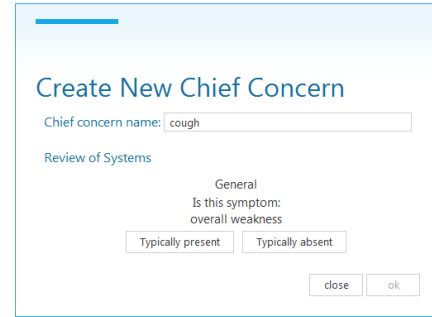 Create New Chief Concern
Chief concern name: cough
Review of Systems
General
Is this symptom:
overall weakness
Typically present Typically absent
close ok